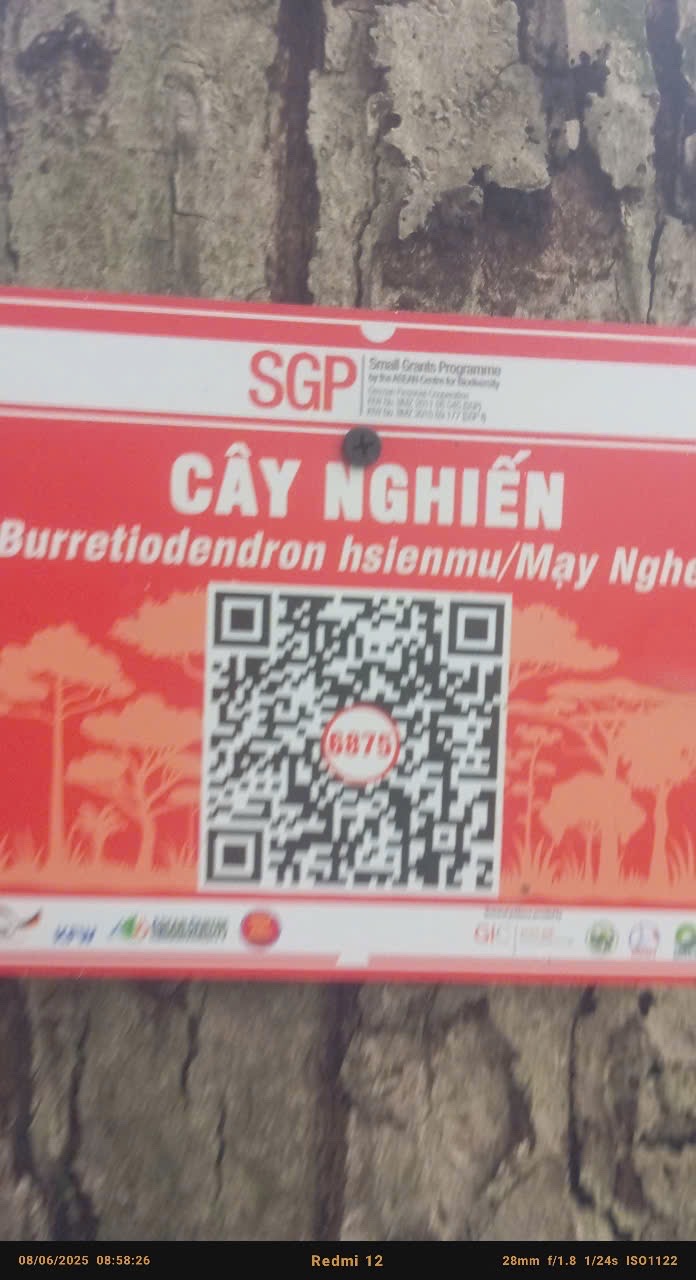 SGP
Small Grants Programme
by the ASEAN Centre for Biodiversity
CÂY NGHIẾN
Burretiodendron hsienmu/Mạy Nghe
6875
KFW
08/06/2025 08:58:26
Redmi 12
28mm f/1.8 1/24s ISO1122